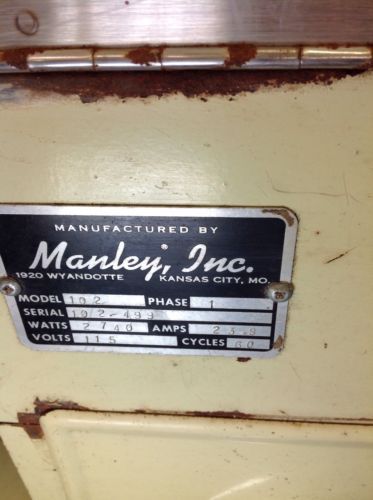 MANUFACTURED BY
Manley,® Inc.
1920 WYANDOTTE KANSAS CITY, MO.
MODEL 102 PHASE 1
SERIAL 102-499
WATTS 2740 AMPS 23.8
VOLTS 115 CYCLES 60